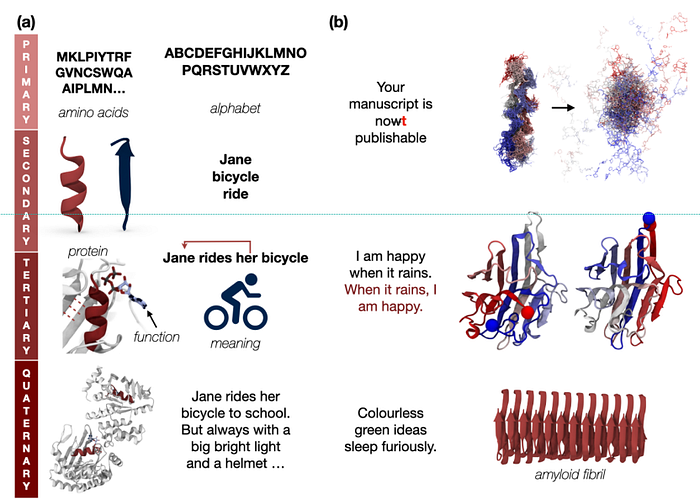 (a)
(b)
PRIMARY
MKLPIYTRF
GVNCSWQA
AIPLMN...
amino acids
ABCDEFGHIJKLMNO
PQRSTUVWXYZ
alphabet
Your
manuscript is
nowt
publishable
SECONDARY
Jane
bicycle
ride
TERTIARY
protein
function
Jane rides her bicycle
meaning
I am happy
when it rains.
When it rains, I
am happy.
QUATERNARY
Jane rides her
bicycle to school.
But always with a
big bright light
and a helmet ...
Colourless
green ideas
sleep furiously.
amyloid fibril